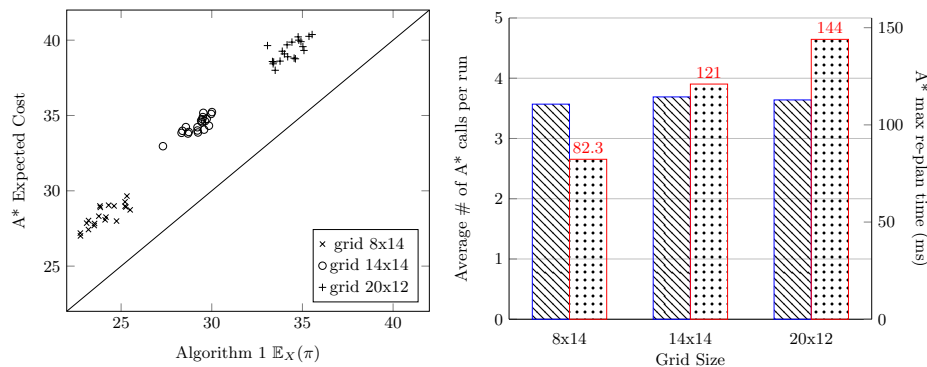 40
35
30
25
A* Expected Cost
25
30
35
40
Algorithm 1 𝔼_X(π)
grid 8x14
grid 14x14
grid 20x12
5
4
3
2
1
0
Average # of A* calls per run
82.3
121
144
150
100
50
0
A* max re-plan time (ms)
8x14
14x14
20x12
Grid Size